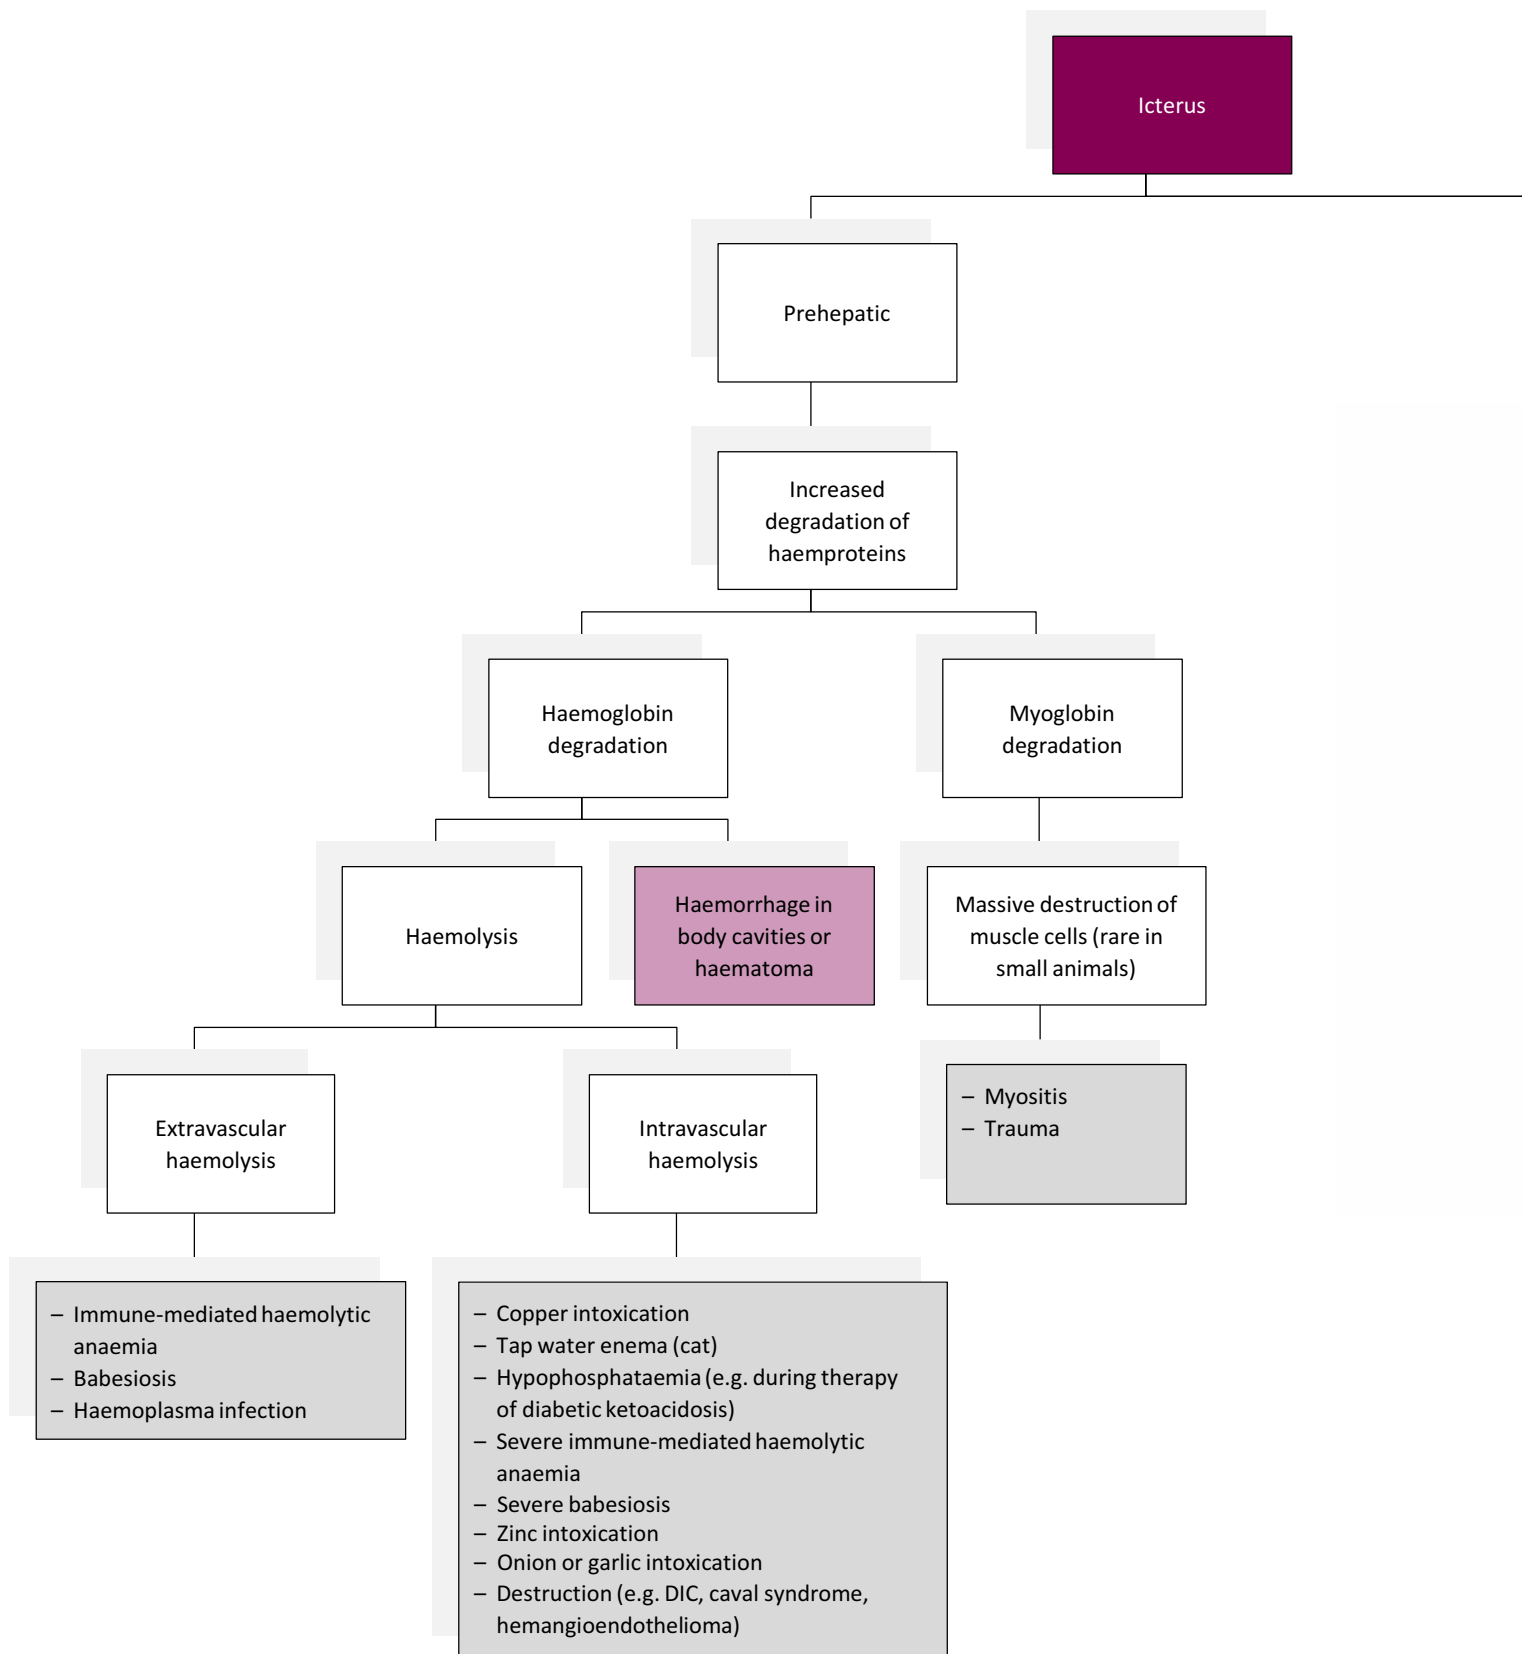 Icterus
Prehepatic
Increased
degradation of
haemproteins
Haemoglobin
degradation
Myoglobin
degradation
Haemolysis
Haemorrhage in
body cavities or
haematoma
Massive destruction of
muscle cells (rare in
small animals)
Extravascular
haemolysis
Intravascular
haemolysis
– Myositis
– Trauma
– Immune-mediated haemolytic
anaemia
– Babesiosis
– Haemoplasma infection
– Copper intoxication
– Tap water enema (cat)
– Hypophosphataemia (e.g. during therapy
of diabetic ketoacidosis)
– Severe immune-mediated haemolytic
anaemia
– Severe babesiosis
– Zinc intoxication
– Onion or garlic intoxication
– Destruction (e.g. DIC, caval syndrome,
hemangioendothelioma)